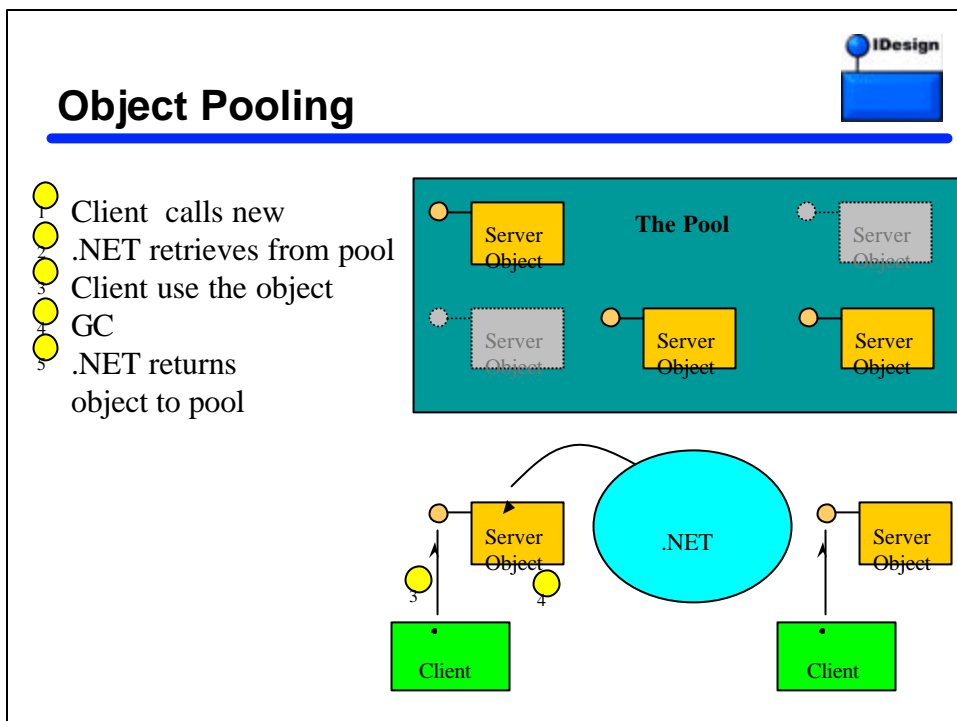 IDesign
Object Pooling
1 Client calls new
2 .NET retrieves from pool
3 Client use the object
4 GC
5 .NET returns
object to pool
The Pool
Server
Object
Server
Object
Server
Object
Server
Object
Server
Object
Server
Object
.NET
Server
Object
3
4
Client
Client